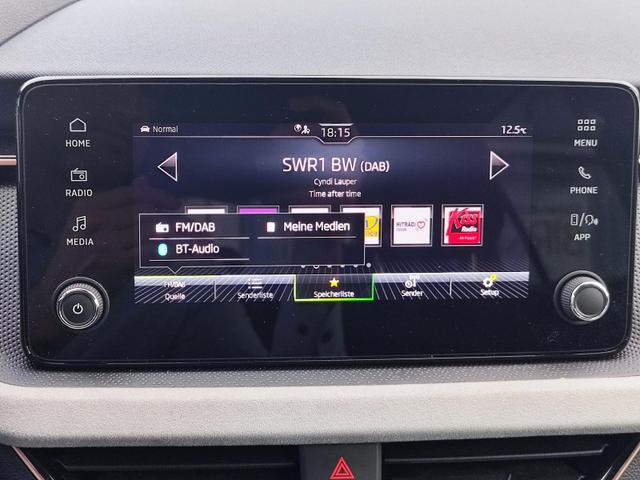 Normal
18:15
12.5℃
HOME
RADIO
MEDIA
MENU
PHONE
APP
SWR1 BW (DAB)
Cyndi Lauper
Time after time
FM/DAB
Meine Medien
BT-Audio
HITRADIO
Kiss
Radio
FM/DAB
Quelle
Senderliste
Speicherliste
Sender
Setup